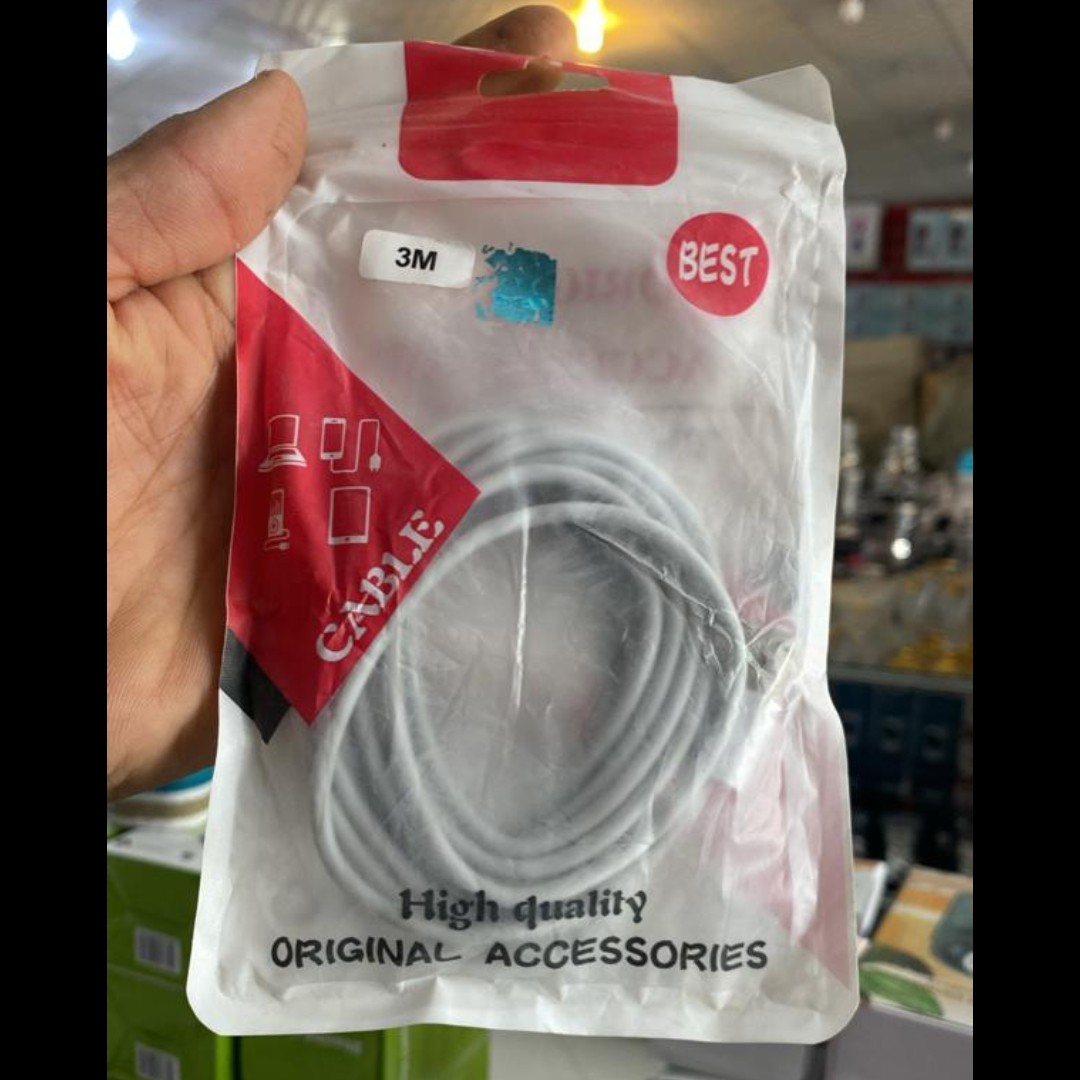 3M
BEST
CABLE
High quality
ORIGINAL ACCESSORIES